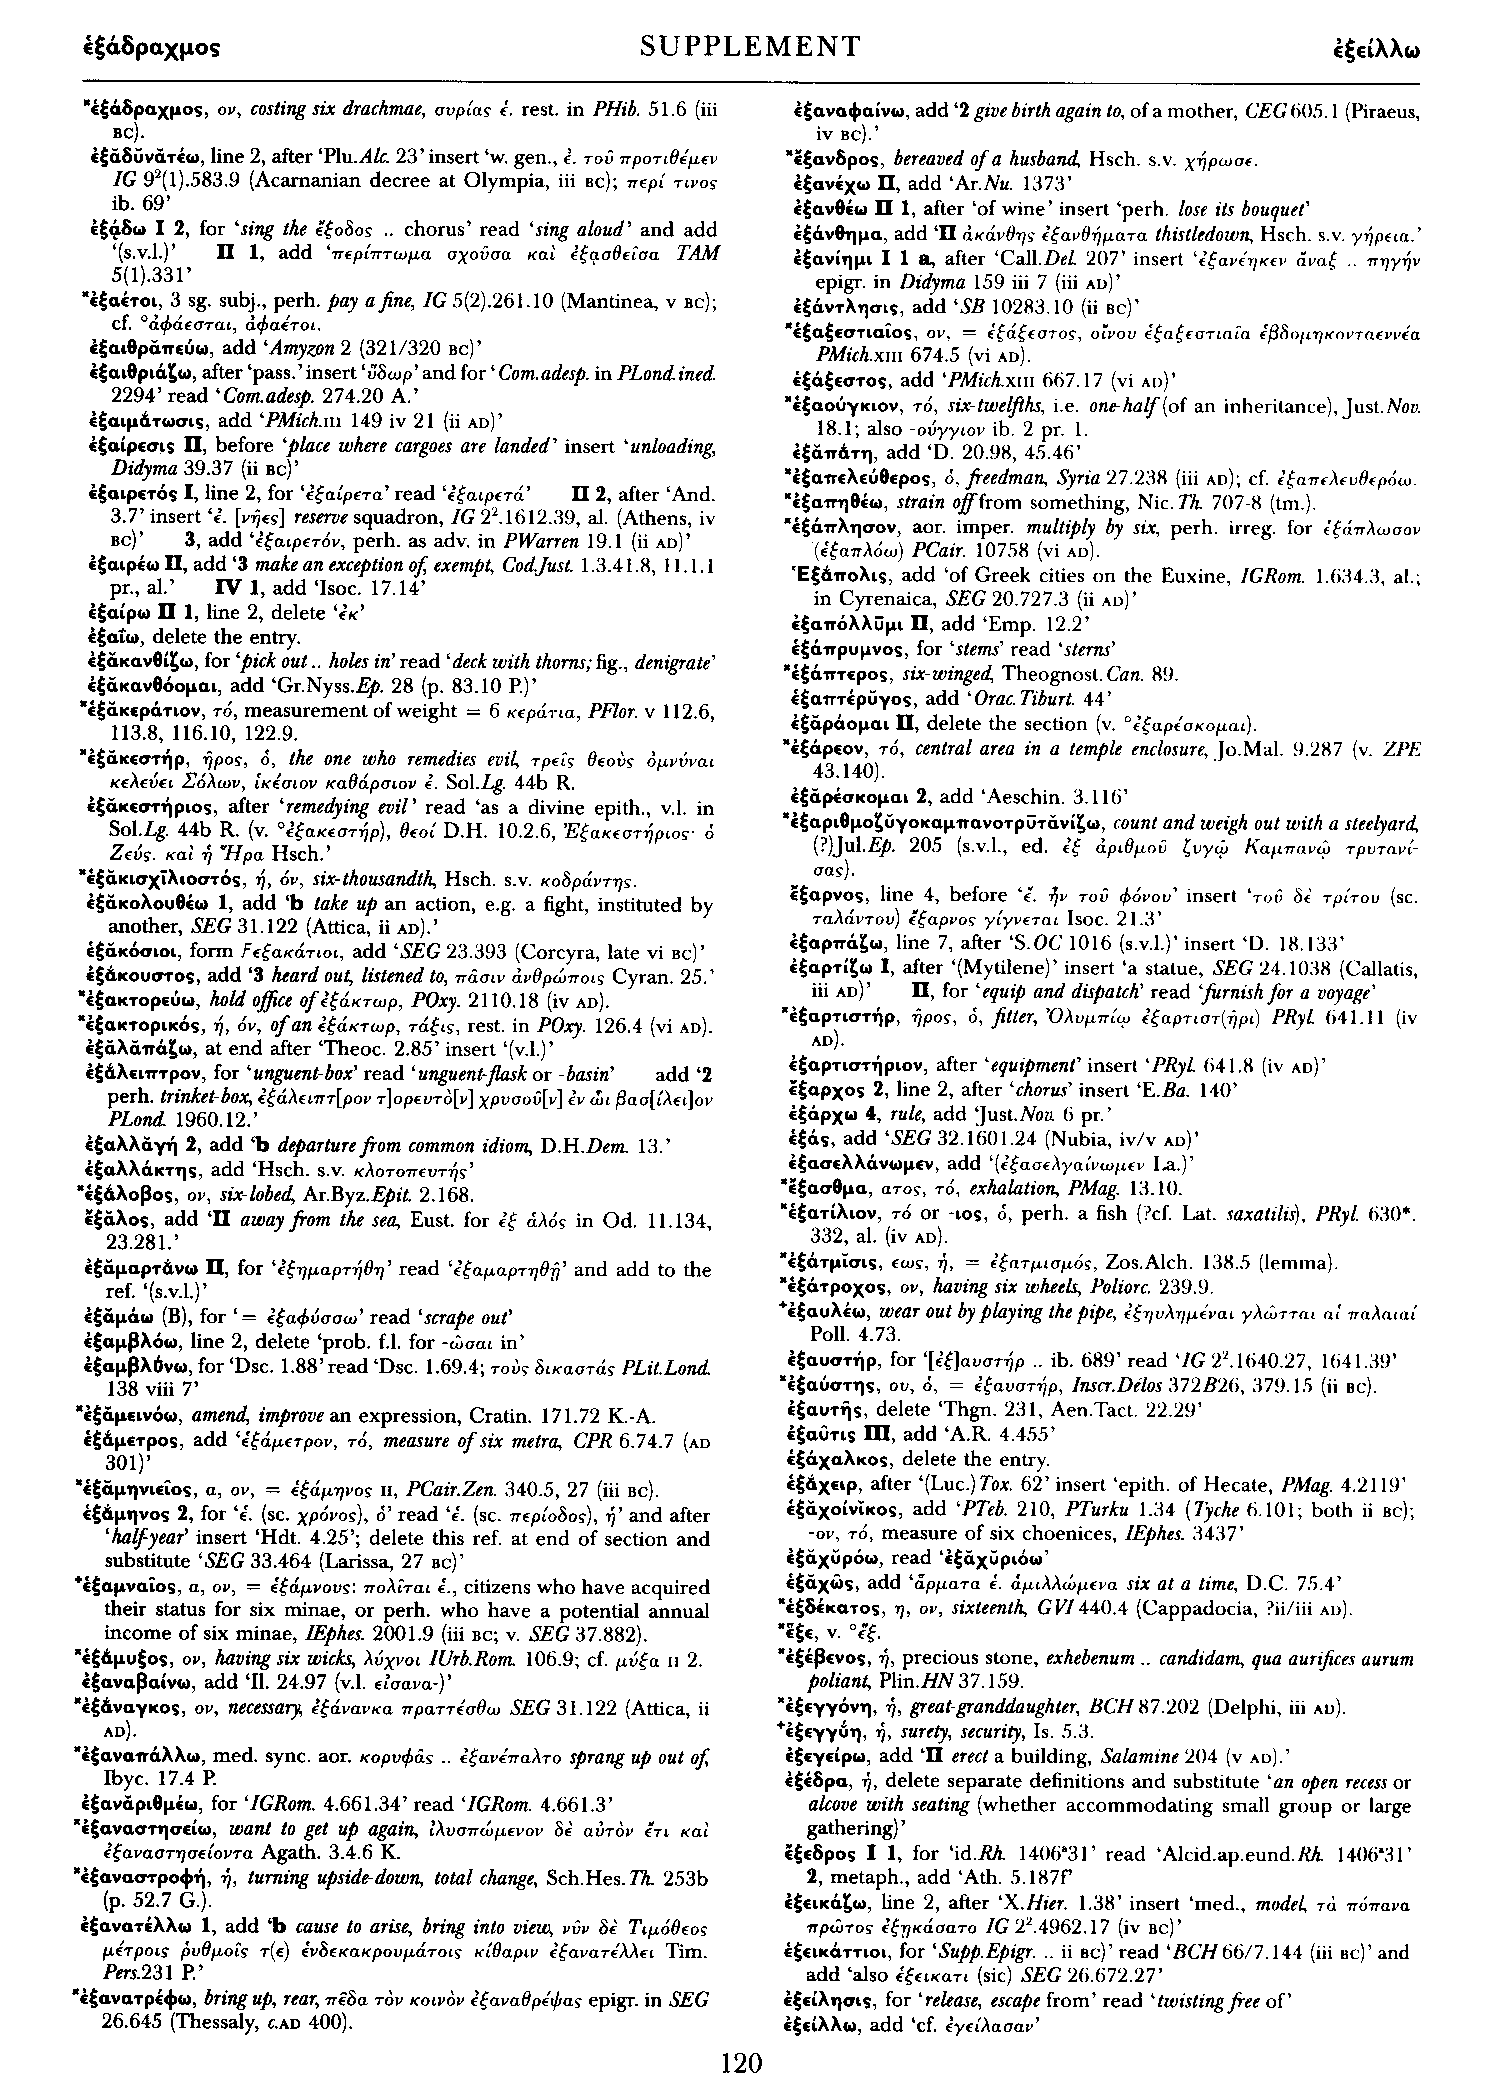 ἑξάδραχμος SUPPLEMENT ἐξείλλω
*ἑξάδραχμος, ον, costing six drachmae, συρίας ἑ. rest. in PHib. 51.6 (iii
BC).
ἐξᾰδῠνᾰτέω, line 2, after ‘Plu.Alc. 23’ insert ‘w. gen., ἐ. τοῦ προτιθέμεν
IG 9²(1).583.9 (Acarnanian decree at Olympia, iii BC); περί τινος
ib. 69’
ἐξᾴδω I 2, for ‘sing the ἔξοδος .. chorus’ read ‘sing aloud’ and add
‘(s.v.l.)’ II 1, add ‘περίπτωμα σχοῦσα καὶ ἐξᾳσθεῖσα TAM
5(1).331’
*ἐξαέτοι, 3 sg. subj., perh. pay a fine, IG 5(2).261.10 (Mantinea, v BC);
cf. °ἀφάεσται, ἀφαέτοι.
ἐξαιθρᾰπεύω, add ‘Amyzon 2 (321/320 BC)’
ἐξαιθριάζω, after ‘pass.’ insert ‘ὕδωρ’ and for ‘Com.adesp. in PLond.ined.
2294’ read ‘Com.adesp. 274.20 A.’
ἐξαιμάτωσις, add ‘PMich.III 149 iv 21 (ii AD)’
ἐξαίρεσις II, before ‘place where cargoes are landed’ insert ‘unloading,
Didyma 39.37 (ii BC)’
ἐξαιρετός I, line 2, for ‘ἐξαίρετα’ read ‘ἐξαιρετά’ II 2, after ‘And.
3.7’ insert ‘ἐ. [νῆες] reserve squadron, IG 2².1612.39, al. (Athens, iv
BC)’ 3, add ‘ἐξαιρετόν, perh. as adv. in PWarren 19.1 (ii AD)’
ἐξαιρέω II, add ‘3 make an exception of, exempt, Cod.Just. 1.3.41.8, 11.1.1
pr., al.’ IV 1, add ‘Isoc. 17.14’
ἐξαίρω II 1, line 2, delete ‘ἐκ’
ἐξαΐω, delete the entry.
ἐξᾰκανθίζω, for ‘pick out .. holes in’ read ‘deck with thorns; fig., denigrate’
ἐξᾰκανθόομαι, add ‘Gr.Nyss.Ep. 28 (p. 83.10 P.)’
*ἑξᾰκεράτιον, τό, measurement of weight = 6 κεράτια, PFlor. v 112.6,
113.8, 116.10, 122.9.
*ἐξᾰκεστήρ, ῆρος, ὁ, the one who remedies evil, τρεῖς θεοὺς ὀμνύναι
κελεύει Σόλων, ἱκέσιον καθάρσιον ἐ. Sol.Lg. 44b R.
ἐξᾰκεστήριος, after ‘remedying evil’ read ‘as a divine epith., v.l. in
Sol.Lg. 44b R. (v. °ἐξακεστήρ), θεοί D.H. 10.2.6, Ἐξακεστήριος· ὁ
Ζεύς. καὶ ἡ Ἥρα Hsch.’
*ἑξᾰκισχῑλιοστός, ή, όν, six-thousandth, Hsch. s.v. κοδράντης.
ἐξᾰκολουθέω 1, add ‘b take up an action, e.g. a fight, instituted by
another, SEG 31.122 (Attica, ii AD).’
ἑξᾰκόσιοι, form Ϝεξακάτιοι, add ‘SEG 23.393 (Corcyra, late vi BC)’
ἐξάκουστος, add ‘3 heard out, listened to, πᾶσιν ἀνθρώποις Cyran. 25.’
*ἐξακτορεύω, hold office of ἐξάκτωρ, POxy. 2110.18 (iv AD).
*ἐξακτορικός, ή, όν, of an ἐξάκτωρ, τάξις, rest. in POxy. 126.4 (vi AD).
ἐξᾰλᾰπάζω, at end after ‘Theoc. 2.85’ insert ‘(v.l.)’
ἐξάλειπτρον, for ‘unguent-box’ read ‘unguent-flask or -basin’ add ‘2
perh. trinket-box, ἐξάλειπτ[ρον τ]ορευτὸ[ν] χρυσοῦ[ν] ἐν ὧι βασ[ίλει]ον
PLond. 1960.12.’
ἐξαλλᾰγή 2, add ‘b departure from common idiom, D.H.Dem. 13.’
ἐξαλλάκτης, add ‘Hsch. s.v. κλοτοπευτής’
*ἑξάλοβος, ον, six-lobed, Ar.Byz.Epit. 2.168.
ἔξᾰλος, add ‘II away from the sea, Eust. for ἐξ ἁλός in Od. 11.134,
23.281.’
ἐξᾰμαρτάνω II, for ‘ἐξημαρτήθη’ read ‘ἐξαμαρτηθῇ’ and add to the
ref. ‘(s.v.l.)’
ἐξᾰμάω (B), for ‘= ἐξαφύσσω’ read ‘scrape out’
ἐξαμβλόω, line 2, delete ‘prob. f.l. for -ῶσαι in’
ἐξαμβλύνω, for ‘Dsc. 1.88’ read ‘Dsc. 1.69.4; τοὺς δικαστάς PLit.Lond.
138 viii 7’
*ἐξᾰμεινόω, amend, improve an expression, Cratin. 171.72 K.-A.
ἑξάμετρος, add ‘ἑξάμετρον, τό, measure of six metra, CPR 6.74.7 (AD
301)’
*ἑξᾰμηνιεῖος, α, ον, = ἑξάμηνος II, PCair.Zen. 340.5, 27 (iii BC).
ἑξάμηνος 2, for ‘ἑ. (sc. χρόνος), ὁ’ read ‘ἑ. (sc. περίοδος), ἡ’ and after
‘half-year’ insert ‘Hdt. 4.25’; delete this ref. at end of section and
substitute ‘SEG 33.464 (Larissa, 27 BC)’
⁺ἑξαμναῖος, α, ον, = ἑξάμνους: πολῖται ἑ., citizens who have acquired
their status for six minae, or perh. who have a potential annual
income of six minae, IEphes. 2001.9 (iii BC; v. SEG 37.882).
*ἑξάμυξος, ον, having six wicks, λύχνοι IUrb.Rom. 106.9; cf. μύξα II 2.
ἐξαναβαίνω, add ‘Il. 24.97 (v.l. εἰσανα-)’
*ἐξάναγκος, ον, necessary, ἐξάνανκα πραττέσθω SEG 31.122 (Attica, ii
AD).
*ἐξαναπάλλω, med. sync. aor. κορυφᾶς .. ἐξανέπαλτο sprang up out of,
Ibyc. 17.4 P.
ἐξανᾰριθμέω, for ‘IGRom. 4.661.34’ read ‘IGRom. 4.661.3’
*ἐξαναστησείω, want to get up again, ἰλυσπώμενον δὲ αὐτὸν ἔτι καὶ
ἐξαναστησείοντα Agath. 3.4.6 K.
*ἐξαναστροφή, ἡ, turning upside-down, total change, Sch.Hes.Th. 253b
(p. 52.7 G.).
ἐξανατέλλω 1, add ‘b cause to arise, bring into view, νῦν δὲ Τιμόθεος
μέτροις ῥυθμοῖς τ(ε) ἑνδεκακρουμάτοις κίθαριν ἐξανατέλλει Tim.
Pers.231 P.’
*ἐξανατρέφω, bring up, rear, πέδα τὸν κοινὸν ἐξαναθρέψας epigr. in SEG
26.645 (Thessaly, c.AD 400).
ἐξαναφαίνω, add ‘2 give birth again to, of a mother, CEG 605.1 (Piraeus,
iv BC).’
*ἔξανδρος, bereaved of a husband, Hsch. s.v. χήρωσε.
ἐξανέχω II, add ‘Ar.Nu. 1373’
ἐξανθέω II 1, after ‘of wine’ insert ‘perh. lose its bouquet’
ἐξάνθημα, add ‘II ἀκάνθης ἐξανθήματα thistledown, Hsch. s.v. γήρεια.’
ἐξανίημι I 1 a, after ‘Call.Del. 207’ insert ‘ἐξανέηκεν ἄναξ .. πηγήν
epigr. in Didyma 159 iii 7 (iii AD)’
ἐξάντλησις, add ‘SB 10283.10 (ii BC)’
*ἑξαξεστιαῖος, ον, = ἑξάξεστος, οἴνου ἑξαξεστιαῖα ἑβδομηκονταεννέα
PMich.XIII 674.5 (vi AD).
ἑξάξεστος, add ‘PMich.XIII 667.17 (vi AD)’
*ἑξαούγκιον, τό, six-twelfths, i.e. one-half (of an inheritance), Just.Nov.
18.1; also -ούγγιον ib. 2 pr. 1.
ἐξᾰπάτη, add ‘D. 20.98, 45.46’
*ἐξαπελεύθερος, ὁ, freedman, Syria 27.238 (iii AD); cf. ἐξαπελευθερόω.
*ἐξαπηθέω, strain off from something, Nic.Th. 707-8 (tm.).
*ἑξάπλησον, aor. imper. multiply by six, perh. irreg. for ἑξάπλωσον
(ἑξαπλόω) PCair. 10758 (vi AD).
Ἑξάπολις, add ‘of Greek cities on the Euxine, IGRom. 1.634.3, al.;
in Cyrenaica, SEG 20.727.3 (ii AD)’
ἐξαπόλλῡμι II, add ‘Emp. 12.2’
ἑξάπρυμνος, for ‘stems’ read ‘sterns’
*ἑξάπτερος, six-winged, Theognost.Can. 89.
ἑξαπτέρῠγος, add ‘Orac.Tiburt. 44’
ἐξᾰράομαι II, delete the section (v. °ἐξαρέσκομαι).
*ἐξάρεον, τό, central area in a temple enclosure, Jo.Mal. 9.287 (v. ZPE
43.140).
ἐξᾰρέσκομαι 2, add ‘Aeschin. 3.116’
*ἐξαριθμοζῠγοκαμπανοτρῡτᾰνίζω, count and weigh out with a steelyard,
(?)Jul.Ep. 205 (s.v.l., ed. ἐξ ἀριθμοῦ ζυγῷ Καμπανῷ τρυτανί-
σας).
ἔξαρνος, line 4, before ‘ἔ. ἦν τοῦ φόνου’ insert ‘τοῦ δὲ τρίτου (sc.
ταλάντου) ἔξαρνος γίγνεται Isoc. 21.3’
ἐξαρπάζω, line 7, after ‘S.OC 1016 (s.v.l.)’ insert ‘D. 18.133’
ἐξαρτίζω I, after ‘(Mytilene)’ insert ‘a statue, SEG 24.1038 (Callatis,
iii AD)’ II, for ‘equip and dispatch’ read ‘furnish for a voyage’
*ἐξαρτιστήρ, ῆρος, ὁ, fitter, Ὀλυμπίῳ ἐξαρτιστ(ῆρι) PRyl. 641.11 (iv
AD).
ἐξαρτιστήριον, after ‘equipment’ insert ‘PRyl. 641.8 (iv AD)’
ἔξαρχος 2, line 2, after ‘chorus’ insert ‘E.Ba. 140’
ἐξάρχω 4, rule, add ‘Just.Nov. 6 pr.’
ἑξάς, add ‘SEG 32.1601.24 (Nubia, iv/v AD)’
ἐξασελλάνωμεν, add ‘(ἐξασελγαίνωμεν La.)’
*ἔξασθμα, ατος, τό, exhalation, PMag. 13.10.
*ἐξατίλιον, τό or -ιος, ὁ, perh. a fish (?cf. Lat. saxatilis), PRyl. 630*.
332, al. (iv AD).
*ἐξάτμῐσις, εως, ἡ, = ἐξατμισμός, Zos.Alch. 138.5 (lemma).
*ἑξάτροχος, ον, having six wheels, Poliorc. 239.9.
⁺ἐξαυλέω, wear out by playing the pipe, ἐξηυλημέναι γλῶτται αἱ παλαιαί
Poll. 4.73.
ἐξαυστήρ, for ‘[ἐξ]αυστήρ .. ib. 689’ read ‘IG 2².1640.27, 1641.39’
*ἐξαύστης, ου, ὁ, = ἐξαυστήρ, Inscr.Délos 372B26, 379.15 (ii BC).
ἐξαυτῆς, delete ‘Thgn. 231, Aen.Tact. 22.29’
ἐξαῦτις III, add ‘A.R. 4.455’
ἑξάχαλκος, delete the entry.
ἑξάχειρ, after ‘(Luc.)Tox. 62’ insert ‘epith. of Hecate, PMag. 4.2119’
ἑξᾰχοίνῐκος, add ‘PTeb. 210, PTurku 1.34 (Tyche 6.101; both ii BC);
-ον, τό, measure of six choenices, IEphes. 3437’
ἐξᾰχῠρόω, read ‘ἐξᾰχῠριόω’
ἑξᾰχῶς, add ‘ἅρματα ἑ. ἁμιλλώμενα six at a time, D.C. 75.4’
*ἑξδέκατος, η, ον, sixteenth, GVI 440.4 (Cappadocia, ?ii/iii AD).
*ἕξε, v. °ἕξ.
*ἐξέβενος, ἡ, precious stone, exhebenum .. candidam, qua aurifices aurum
poliant, Plin.HN 37.159.
*ἐξεγγόνη, ἡ, great-granddaughter, BCH 87.202 (Delphi, iii AD).
⁺ἐξεγγύη, ἡ, surety, security, Is. 5.3.
ἐξεγείρω, add ‘II erect a building, Salamine 204 (v AD).’
ἐξέδρα, ἡ, delete separate definitions and substitute ‘an open recess or
alcove with seating (whether accommodating small group or large
gathering)’
ἔξεδρος I 1, for ‘id.Rh. 1406ª31’ read ‘Alcid.ap.eund.Rh. 1406ª31’
2, metaph., add ‘Ath. 5.187f’
ἐξεικάζω, line 2, after ‘X.Hier. 1.38’ insert ‘med., model, τὰ πόπανα
πρῶτος ἐξῃκάσατο IG 2².4962.17 (iv BC)’
ἑξεικάττιοι, for ‘Supp.Epigr. .. ii BC)’ read ‘BCH 66/7.144 (iii BC)’ and
add ‘also ἑξεικατι (sic) SEG 26.672.27’
ἐξείλησις, for ‘release, escape from’ read ‘twisting free of’
ἐξείλλω, add ‘cf. ἐγείλασαν’
120